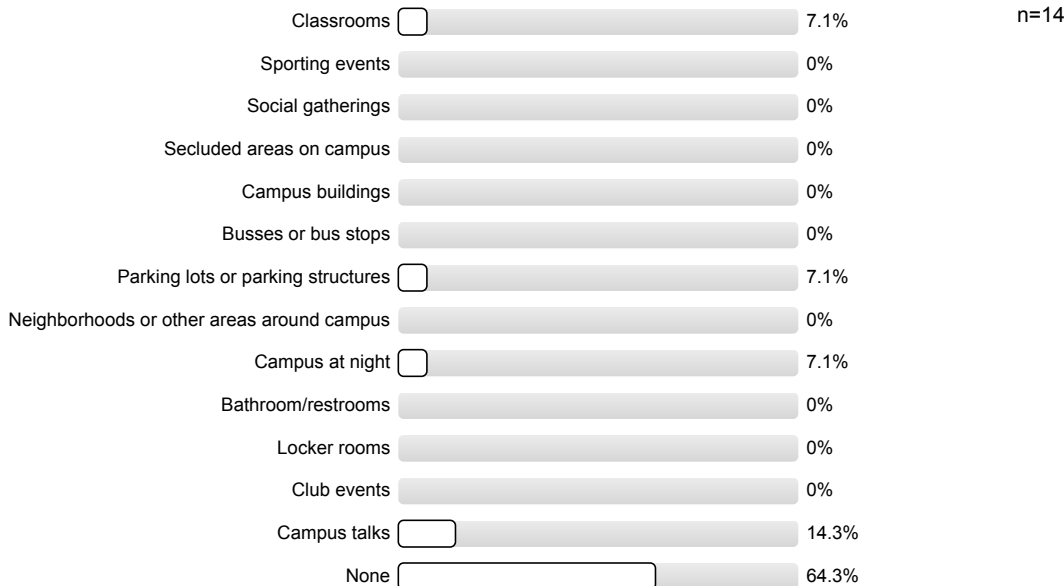 Classrooms 7.1% n=14
Sporting events 0%
Social gatherings 0%
Secluded areas on campus 0%
Campus buildings 0%
Busses or bus stops 0%
Parking lots or parking structures 7.1%
Neighborhoods or other areas around campus 0%
Campus at night 7.1%
Bathroom/restrooms 0%
Locker rooms 0%
Club events 0%
Campus talks 14.3%
None 64.3%